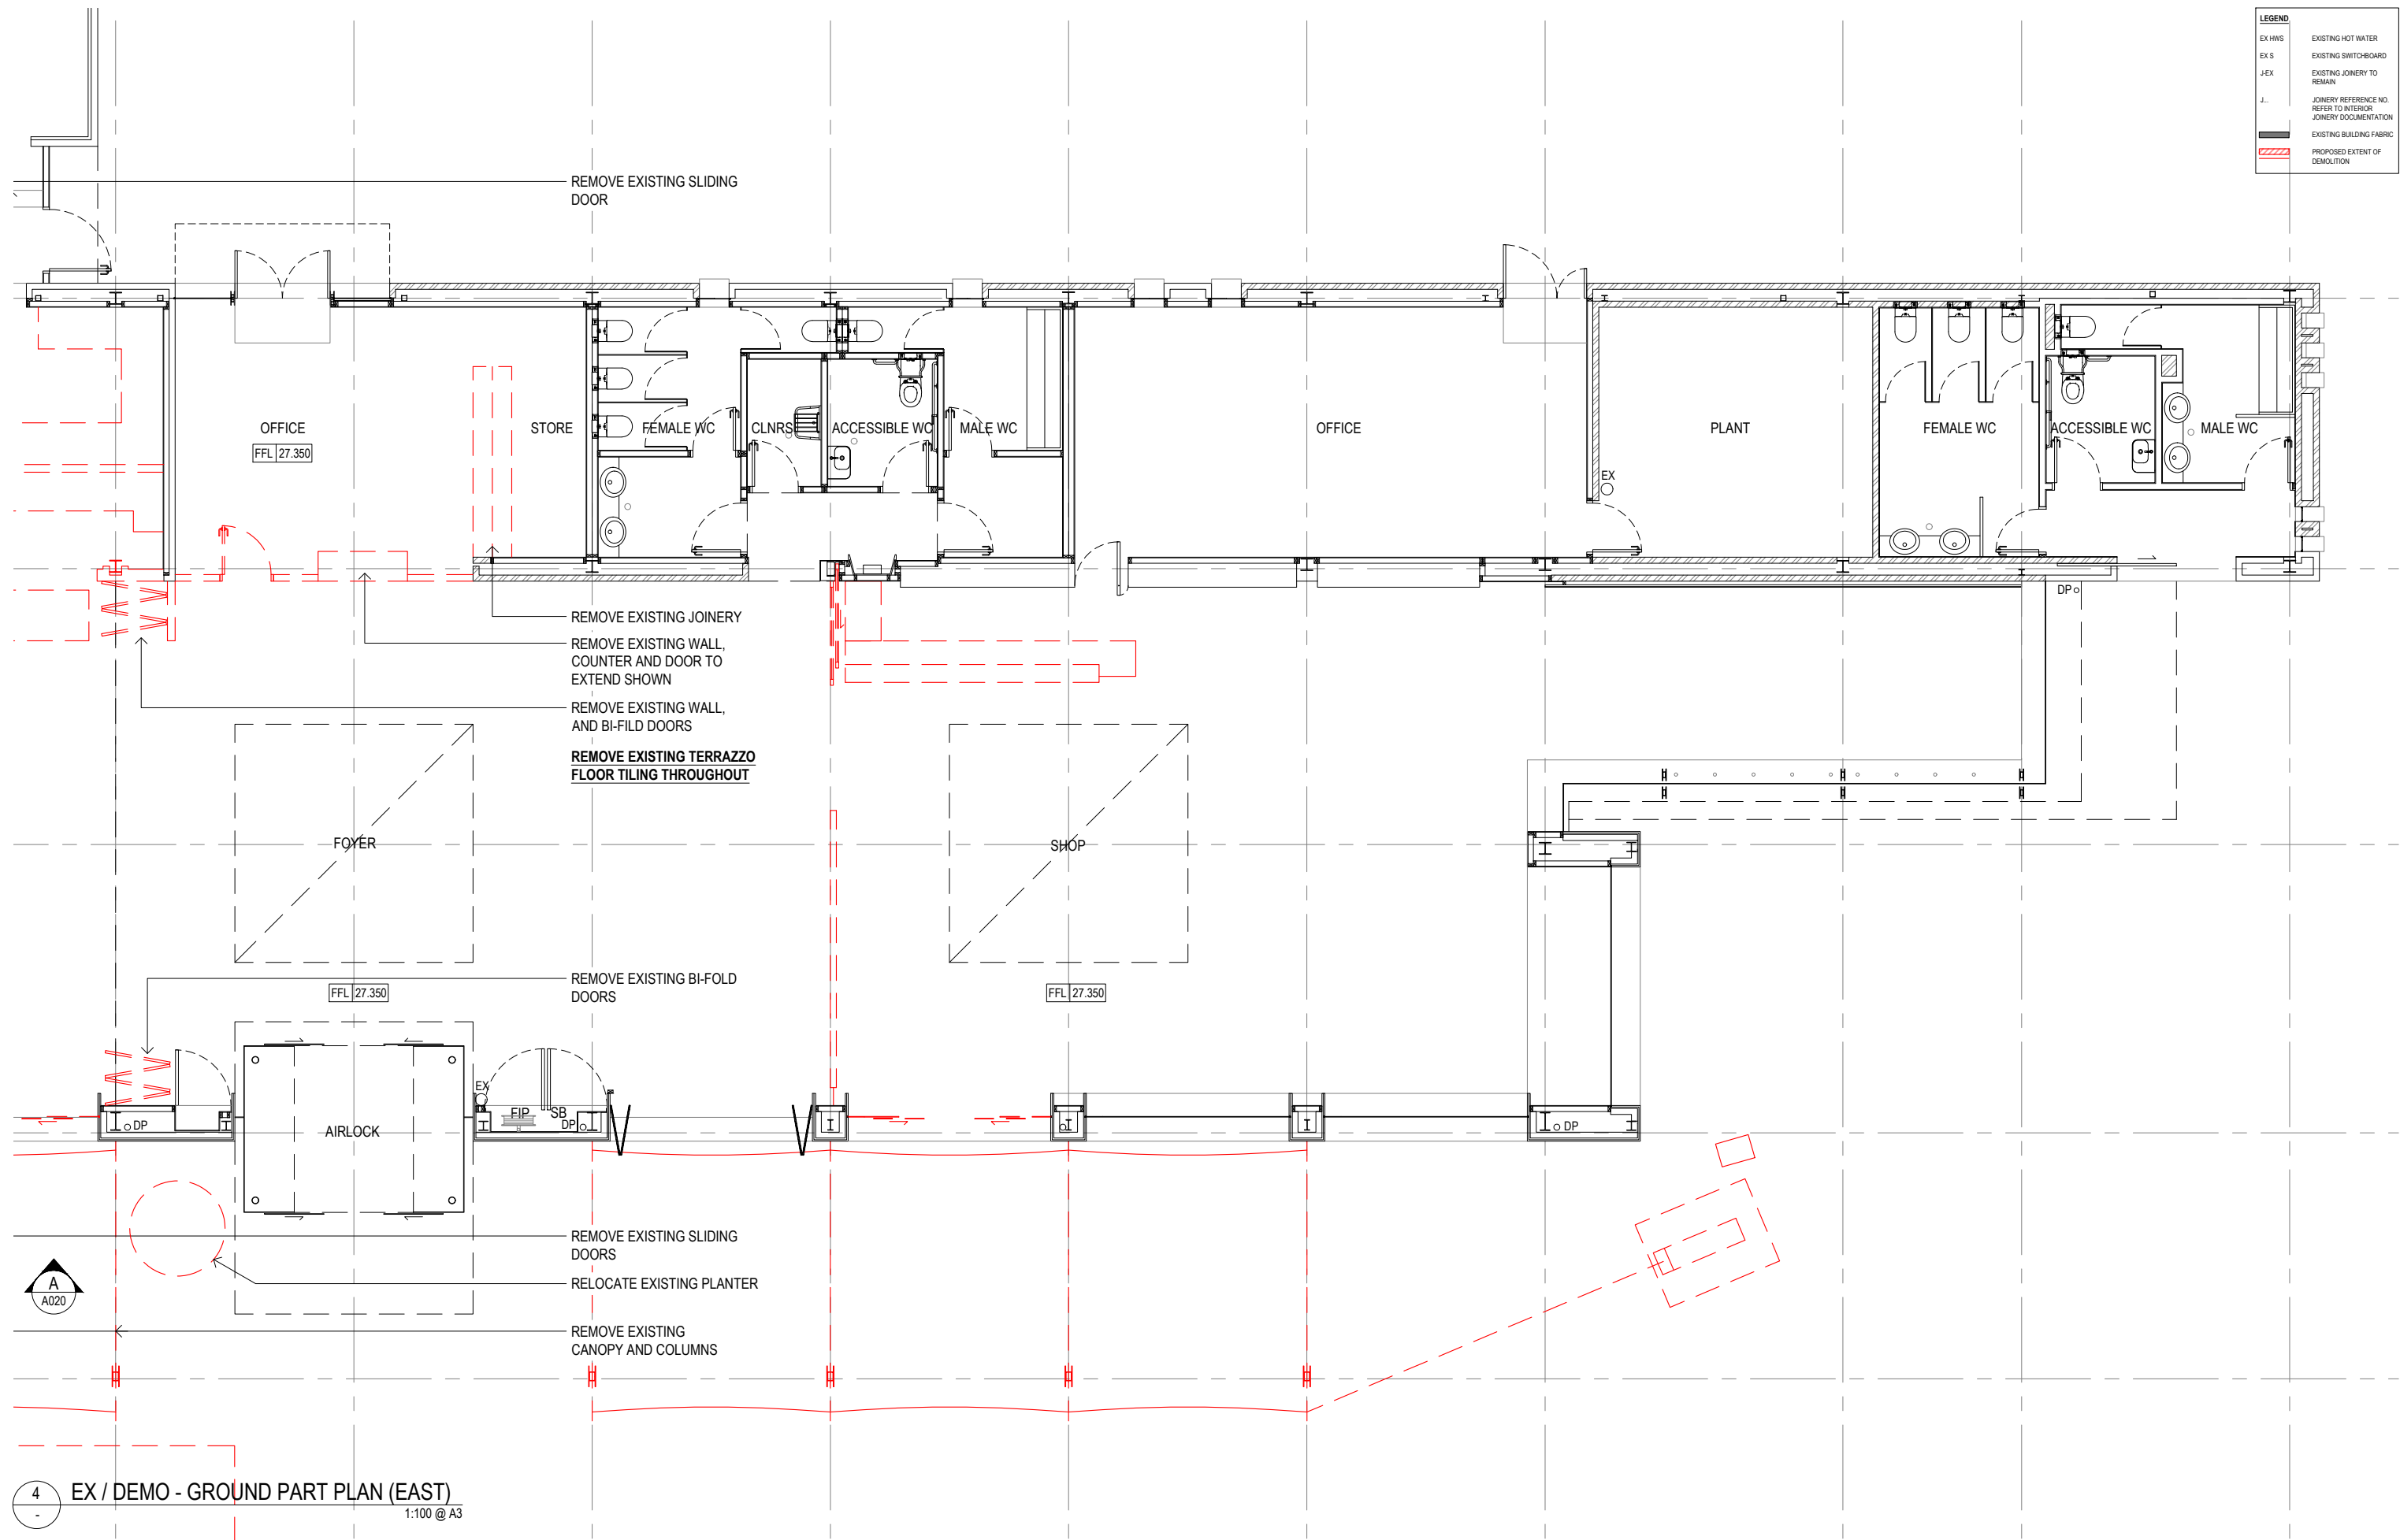 LEGEND
EX HWS EXISTING HOT WATER
EX S EXISTING SWITCHBOARD
J-EX EXISTING JOINERY TO
REMAIN
J... JOINERY REFERENCE NO.
REFER TO INTERIOR
JOINERY DOCUMENTATION
EXISTING BUILDING FABRIC
PROPOSED EXTENT OF
DEMOLITION
REMOVE EXISTING SLIDING
DOOR
OFFICE
FFL 27.350
STORE
FEMALE WC
CLNRS
ACCESSIBLE WC
MALE WC
OFFICE
PLANT
FEMALE WC
ACCESSIBLE WC
MALE WC
EX
DP
REMOVE EXISTING JOINERY
REMOVE EXISTING WALL,
COUNTER AND DOOR TO
EXTEND SHOWN
REMOVE EXISTING WALL,
AND BI-FILD DOORS
REMOVE EXISTING TERRAZZO
FLOOR TILING THROUGHOUT
FOYER
SHOP
REMOVE EXISTING BI-FOLD
DOORS
FFL 27.350
FFL 27.350
EX
FIP
SB
DP
DP
DP
AIRLOCK
REMOVE EXISTING SLIDING
DOORS
RELOCATE EXISTING PLANTER
A
A020
REMOVE EXISTING
CANOPY AND COLUMNS
4
-
EX / DEMO - GROUND PART PLAN (EAST)
1:100 @ A3